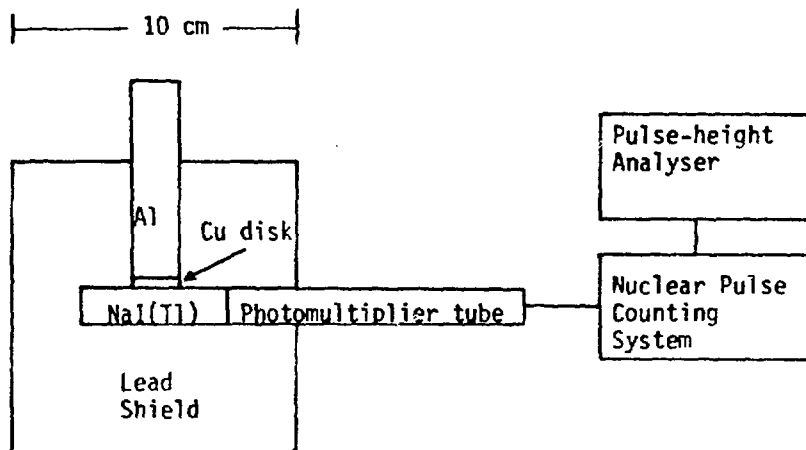 10 cm
Pulse-height
Analyser
Al
Cu disk
NaI(Tl)
Photomultiplier tube
Nuclear Pulse
Counting
System
Lead
Shield